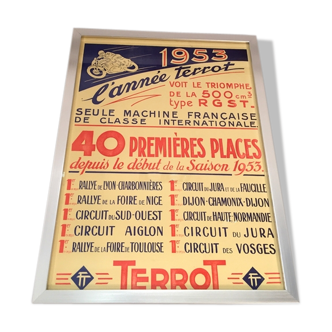 1953
l'année Terrot
VOIT LE TRIOMPHE
DE LA 500 cm³
type RGST.
SEULE MACHINE FRANÇAISE
DE CLASSE INTERNATIONALE
40 PREMIÈRES PLACES
depuis le début de la Saison 1953.
1er RALLYE DE LYON-CHARBONNIÈRES
1er RALLYE DE LA FOIRE DE NICE
1er CIRCUIT DU SUD-OUEST
1er CIRCUIT AIGLON
1er RALLYE DE LA FOIRE DE TOULOUSE
1er CIRCUIT DU JURA ET DE LA FAUCILLE
1er DIJON-CHAMONIX-DIJON
1er CIRCUIT DE HAUTE NORMANDIE
1er CIRCUIT DU JURA
1er CIRCUIT DES VOSGES
TERROT